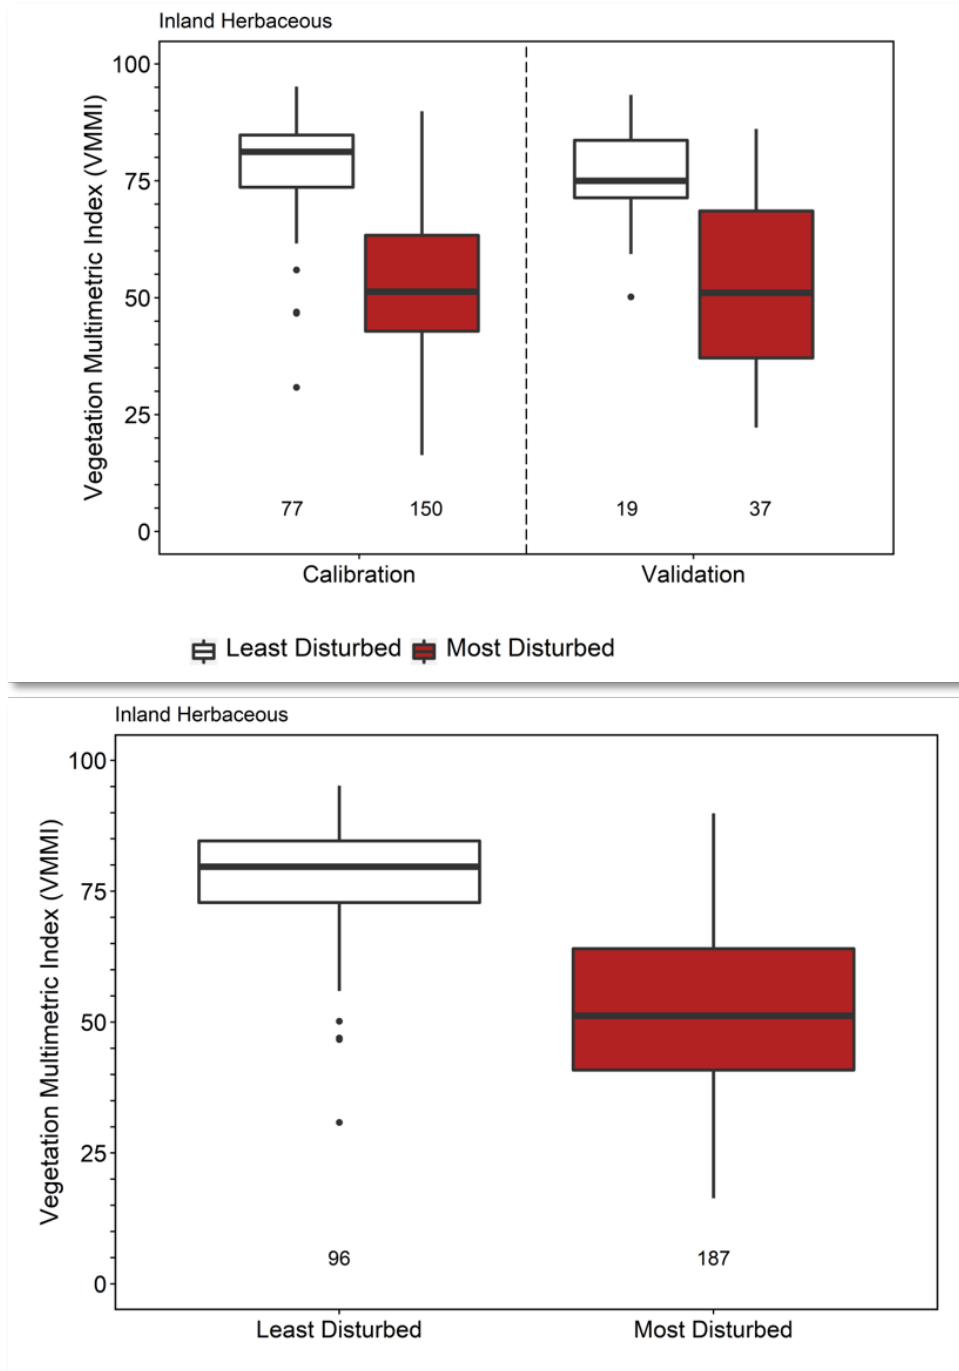 Inland Herbaceous
Vegetation Multimetric Index (VMMI)
100
75
50
25
0
77 150 19 37
Calibration Validation
Least Disturbed Most Disturbed
Inland Herbaceous
Vegetation Multimetric Index (VMMI)
100
75
50
25
0
96 187
Least Disturbed Most Disturbed